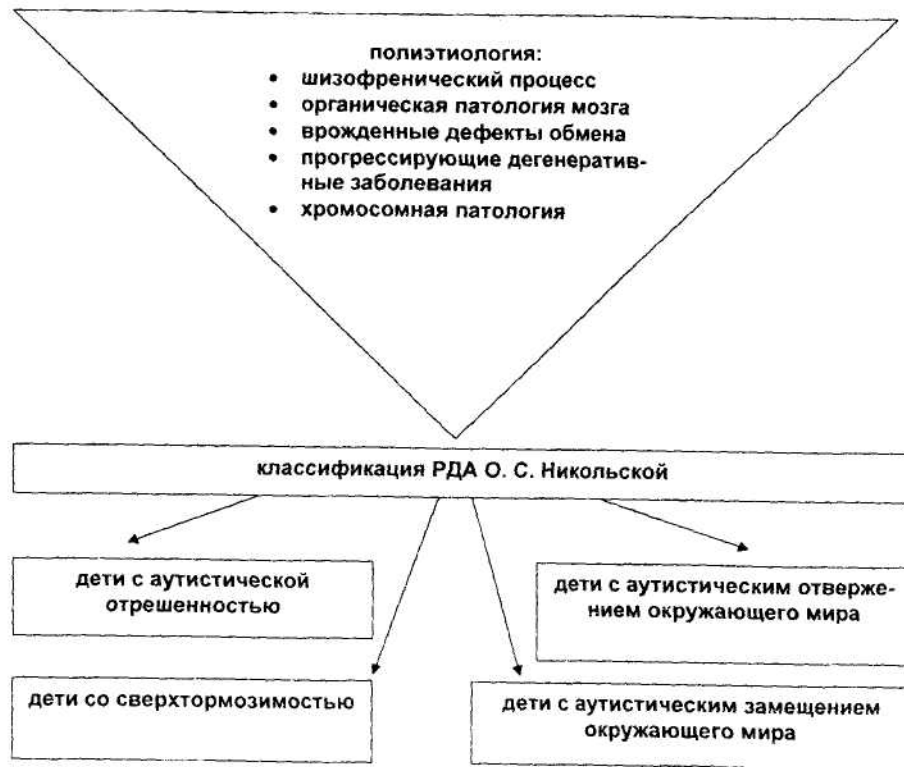 полиэтиология:
• шизофренический процесс
• органическая патология мозга
• врожденные дефекты обмена
• прогрессирующие дегенератив-
ные заболевания
• хромосомная патология
классификация РДА О. С. Никольской
дети с аутистической
отрешенностью
дети с аутистическим отверже-
нием окружающего мира
дети со сверхтормозимостью
дети с аутистическим замещением
окружающего мира